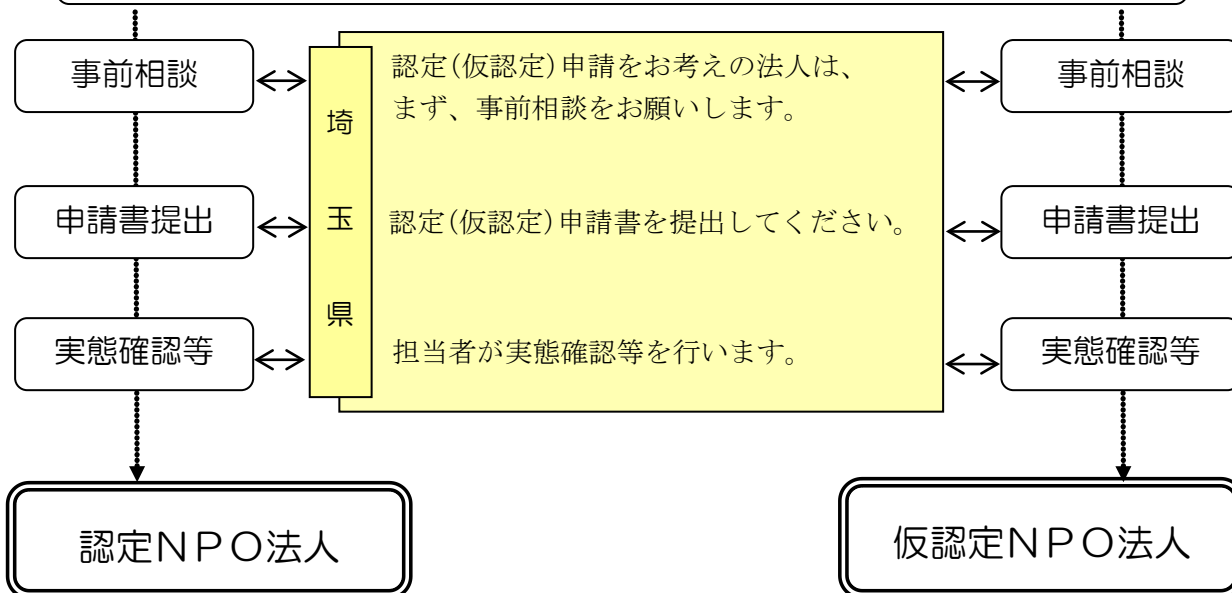 事前相談
申請書提出
実態確認等
認定NPO法人
埼玉県
認定(仮認定)申請をお考えの法人は、
まず、事前相談をお願いします。
認定(仮認定)申請書を提出してください。
担当者が実態確認等を行います。
事前相談
申請書提出
実態確認等
仮認定NPO法人